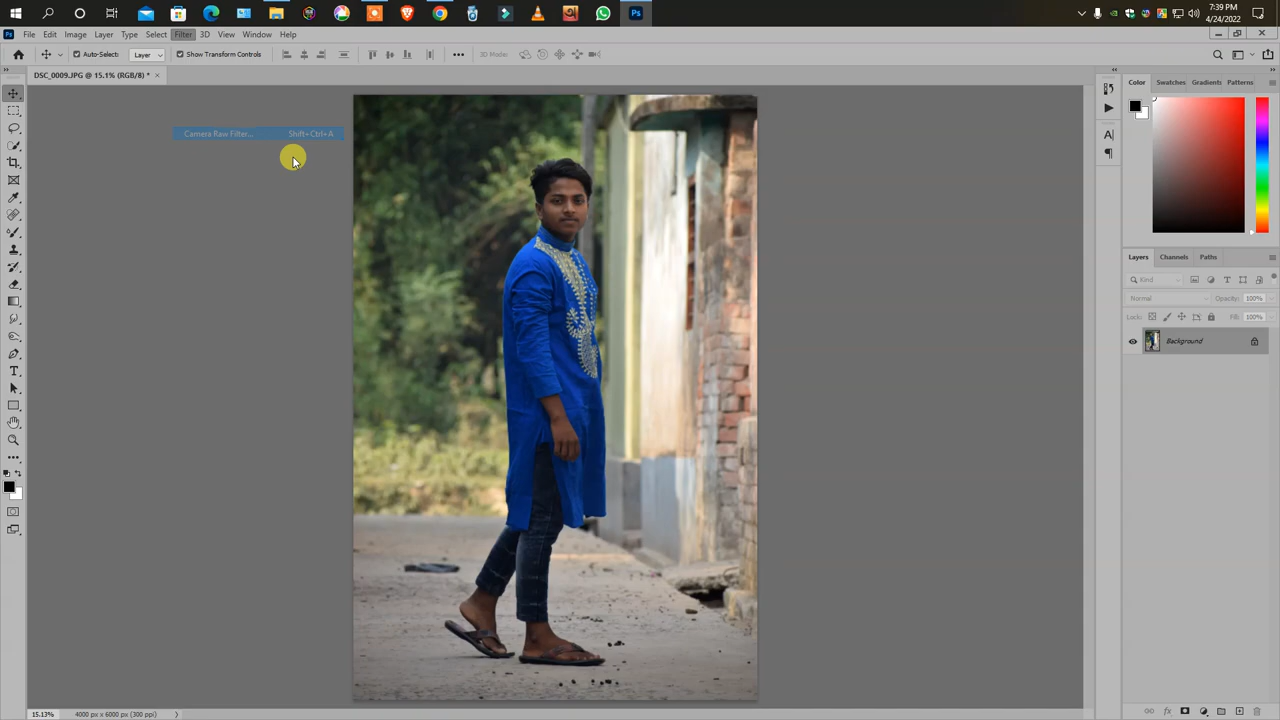 7:39 PM
4/24/2022
Ps
File Edit Image Layer Type Select Filter 3D View Window Help
Auto-Select: Layer Show Transform Controls 3D Mode:
DSC_0009.JPG @ 15.1% (RGB/8) *
Color Swatches Gradients Patterns
Camera Raw Filter... Shift+Ctrl+A
Layers Channels Paths
Kind
Normal Opacity: 100%
Lock: Fill: 100%
Background
15.13% 4000 px x 6000 px (300 ppi)